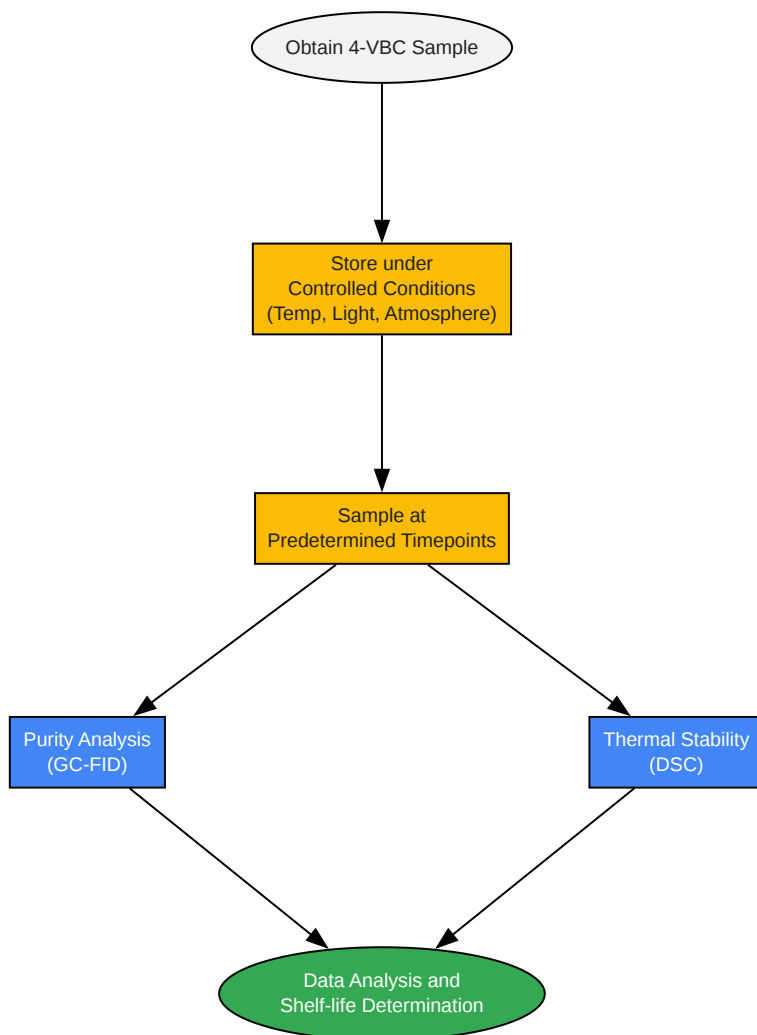 Obtain 4-VBC Sample
Store under
Controlled Conditions
(Temp, Light, Atmosphere)
Sample at
Predetermined Timepoints
Purity Analysis
(GC-FID)
Thermal Stability
(DSC)
Data Analysis and
Shelf-life Determination